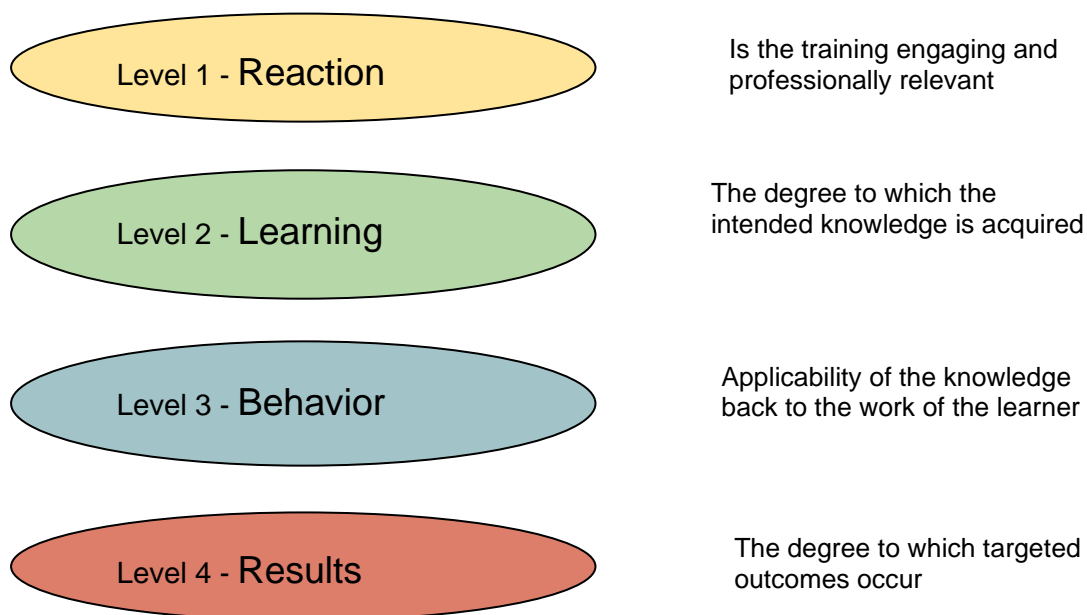 Level 1 - Reaction
Is the training engaging and
professionally relevant
Level 2 - Learning
The degree to which the
intended knowledge is acquired
Level 3 - Behavior
Applicability of the knowledge
back to the work of the learner
Level 4 - Results
The degree to which targeted
outcomes occur